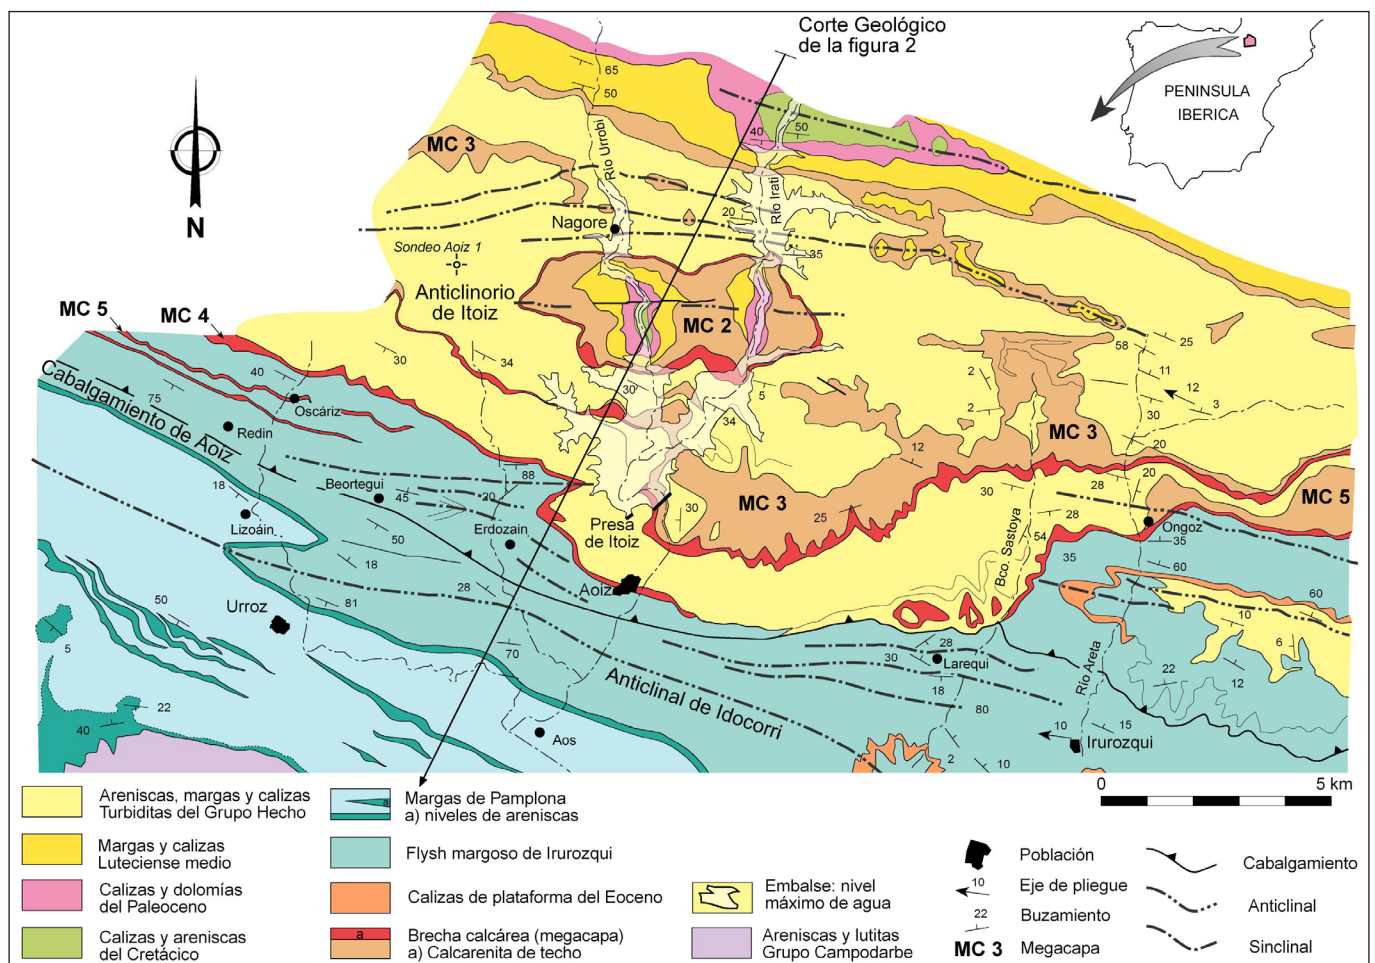 Corte Geológico
de la figura 2
PENINSULA
IBERICA
N
65
50
MC 3
Río Urrobi
40
50
Río Irati
20
Nagore
35
Sondeo Aoiz 1
Anticlinorio
de Itoiz
MC 5
MC 4
MC 2
58
25
30
34
40
75
Cabalgamiento de Aoiz
Oscáriz
Redin
30
5
34
2
2
11
12
3
30
20
12
MC 3
88
20
45
Beortegui
18
Lizoáin
Erdozain
50
18
28
Presa
de Itoiz
30
MC 3
25
30
28
20
28
54
MC 5
Ongoz
35
35
60
60
Bco. Sastoya
Aoiz
Urroz
81
50
5
70
Anticlinal de Idocorri
28
30
Larequi
18
80
10
6
22
12
Río Areta
22
40
Aos
2
10
10
15
Irurozqui
0
5 km
Areniscas, margas y calizas
Turbiditas del Grupo Hecho
Margas y calizas
Luteciense medio
Calizas y dolomías
del Paleoceno
Calizas y areniscas
del Cretácico
a
Margas de Pamplona
a) niveles de areniscas
Flysh margoso de Irurozqui
Calizas de plataforma del Eoceno
a
Brecha calcárea (megacapa)
a) Calcarenita de techo
Embalse: nivel
máximo de agua
Areniscas y lutitas
Grupo Campodarbe
Población
10
Eje de pliegue
22
Buzamiento
MC 3
Megacapa
Cabalgamiento
Anticlinal
Sinclinal